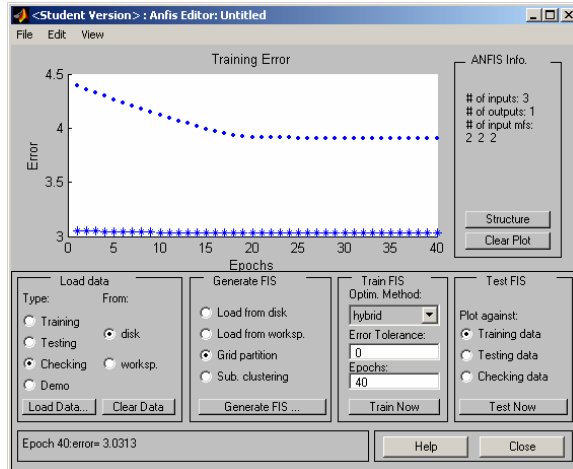 <Student Version> : Anfis Editor: Untitled
File Edit View
Training Error
4.5
4
3.5
3
Error
0 5 10 15 20 25 30 35 40
Epochs
ANFIS Info.
# of inputs: 3
# of outputs: 1
# of input mfs:
2 2 2
Structure
Clear Plot
Load data
Type: From:
Training
Testing
Checking
Demo
disk
worksp.
Load Data... Clear Data
Generate FIS
Load from disk
Load from worksp.
Grid partition
Sub. clustering
Generate FIS ...
Train FIS
Optim. Method:
hybrid
Error Tolerance:
0
Epochs:
40
Train Now
Test FIS
Plot against:
Training data
Testing data
Checking data
Test Now
Epoch 40:error= 3.0313
Help Close